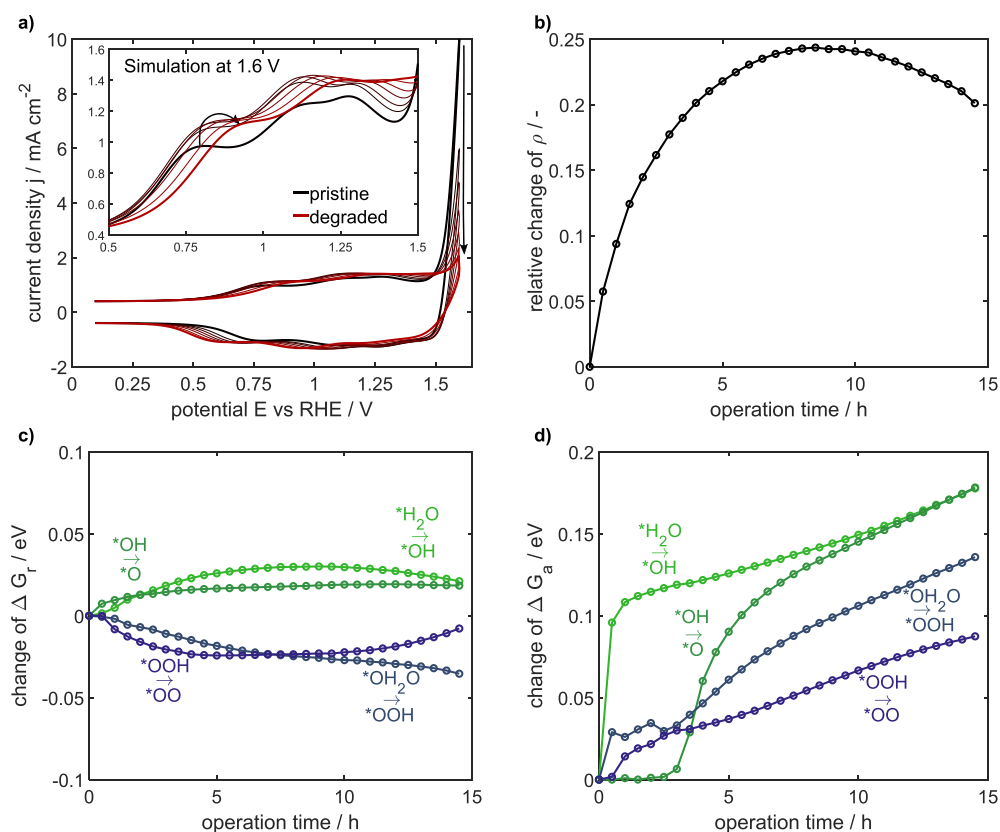 a)
current density j / mA cm⁻²
10
8
6
4
2
0
-2
0
0.25
0.5
0.75
1
1.25
1.5
potential E vs RHE / V
Simulation at 1.6 V
1.6
1.4
1.2
1.0
0.8
0.6
0.4
0.5
0.75
1
1.25
1.5
pristine
degraded
b)
relative change of ρ / -
0.25
0.2
0.15
0.1
0.05
0
0
5
10
15
operation time / h
c)
change of Δ G_r / eV
0.1
0.05
0
-0.05
-0.1
0
5
10
15
operation time / h
*OH
→
*O
*H₂O
→
*OH
*OOH
→
*OO
*OH₂O
→
*OOH
d)
change of Δ G_a / eV
0.2
0.15
0.1
0.05
0
0
5
10
15
operation time / h
*H₂O
→
*OH
*OH
→
*O
*OH₂O
→
*OOH
*OOH
→
*OO